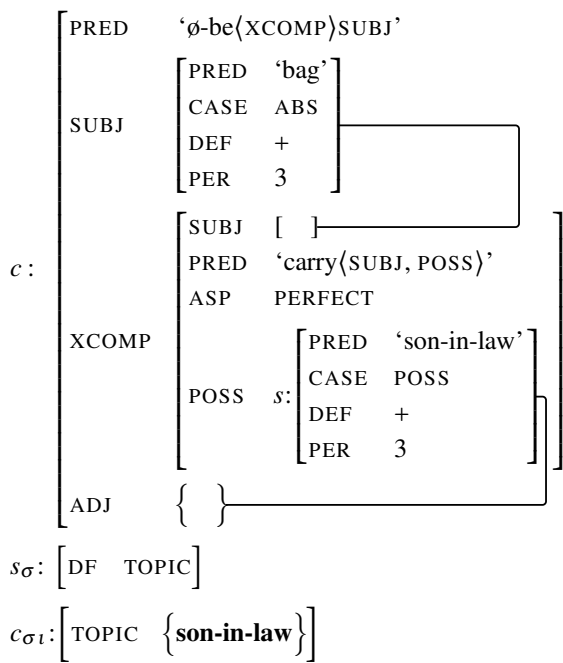 PRED ‘ø-be⟨XCOMP⟩SUBJ’
PRED ‘bag’
CASE ABS
SUBJ
DEF +
PER 3
SUBJ [ ]
PRED ‘carry⟨SUBJ, POSS⟩’
c:
ASP PERFECT
XCOMP
PRED ‘son-in-law’
CASE POSS
POSS s:
DEF +
PER 3
ADJ { }
sσ: [DF TOPIC]
cσι: [TOPIC {son-in-law}]